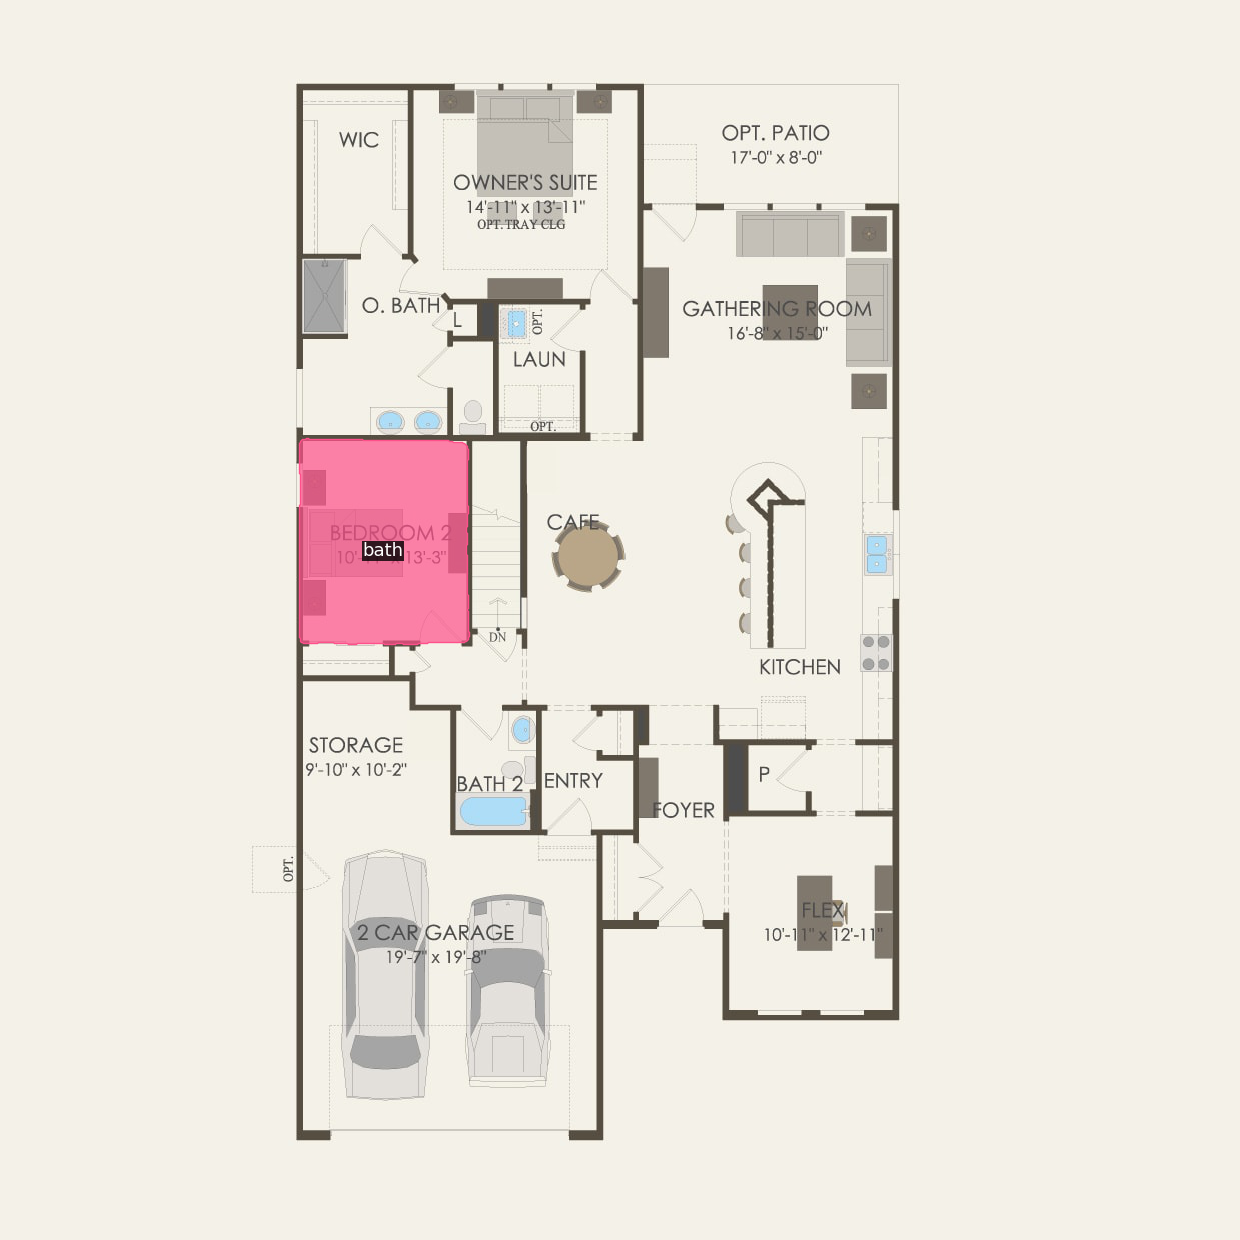 WIC
OPT. PATIO
17'-0" x 8'-0"
OWNER'S SUITE
14'-11" x 13'-11"
OPT. TRAY CLG
O. BATH
L
OPT.
LAUN
OPT.
GATHERING ROOM
16'-8" x 15'-0"
BEDROOM 2
bath
13'-3"
CAFE
DN
KITCHEN
STORAGE
9'-10" x 10'-2"
BATH 2
ENTRY
P
FOYER
OPT.
2 CAR GARAGE
19'-7" x 19'-8"
FLEX
10'-11" x 12'-11"